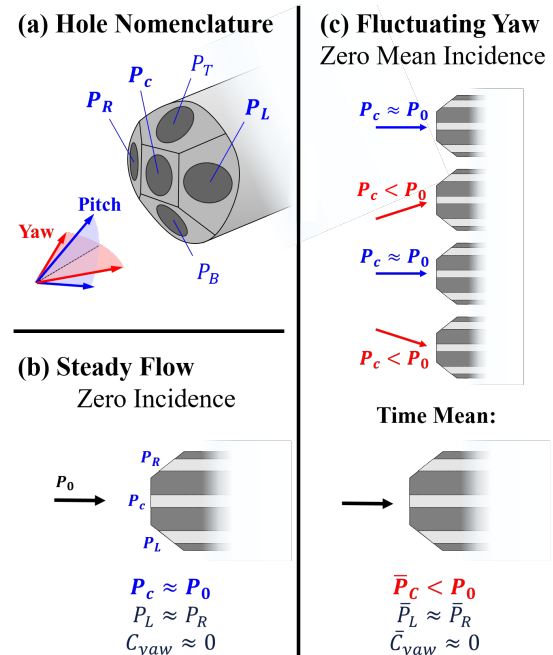 (a) Hole Nomenclature
P_T
P_c
P_R
P_L
Pitch
Yaw
P_B
(b) Steady Flow
Zero Incidence
P_R
P_0
P_c
P_L
P_c ≈ P_0
P_L ≈ P_R
C_yaw ≈ 0
(c) Fluctuating Yaw
Zero Mean Incidence
P_c ≈ P_0
P_c < P_0
P_c ≈ P_0
P_c < P_0
Time Mean:
P̅_C < P_0
P̅_L ≈ P̅_R
C̅_yaw ≈ 0